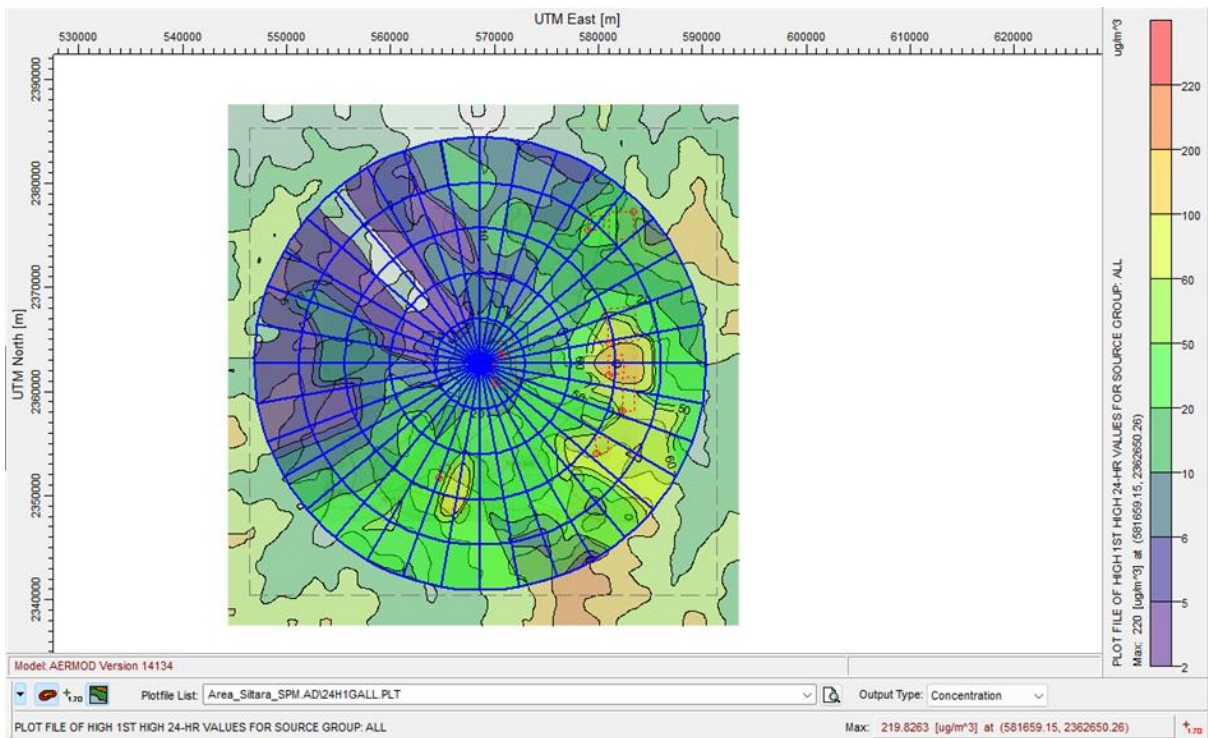 UTM East [m]
530000 540000 550000 560000 570000 580000 590000 600000 610000 620000
UTM North [m]
2390000
2380000
2370000
2360000
2350000
2340000
ug/m^3
220
200
100
60
50
20
10
6
5
2
PLOT FILE OF HIGH 1ST HIGH 24-HR VALUES FOR SOURCE GROUP: ALL
Max: 220 [ug/m^3] at (581659.15, 2362650.26)
Model: AERMOD Version 14134
Plotfile List: Area_Siltara_SPM.AD\24H1GALL.PLT Output Type: Concentration
PLOT FILE OF HIGH 1ST HIGH 24-HR VALUES FOR SOURCE GROUP: ALL Max: 219.8263 [ug/m^3] at (581659.15, 2362650.26)